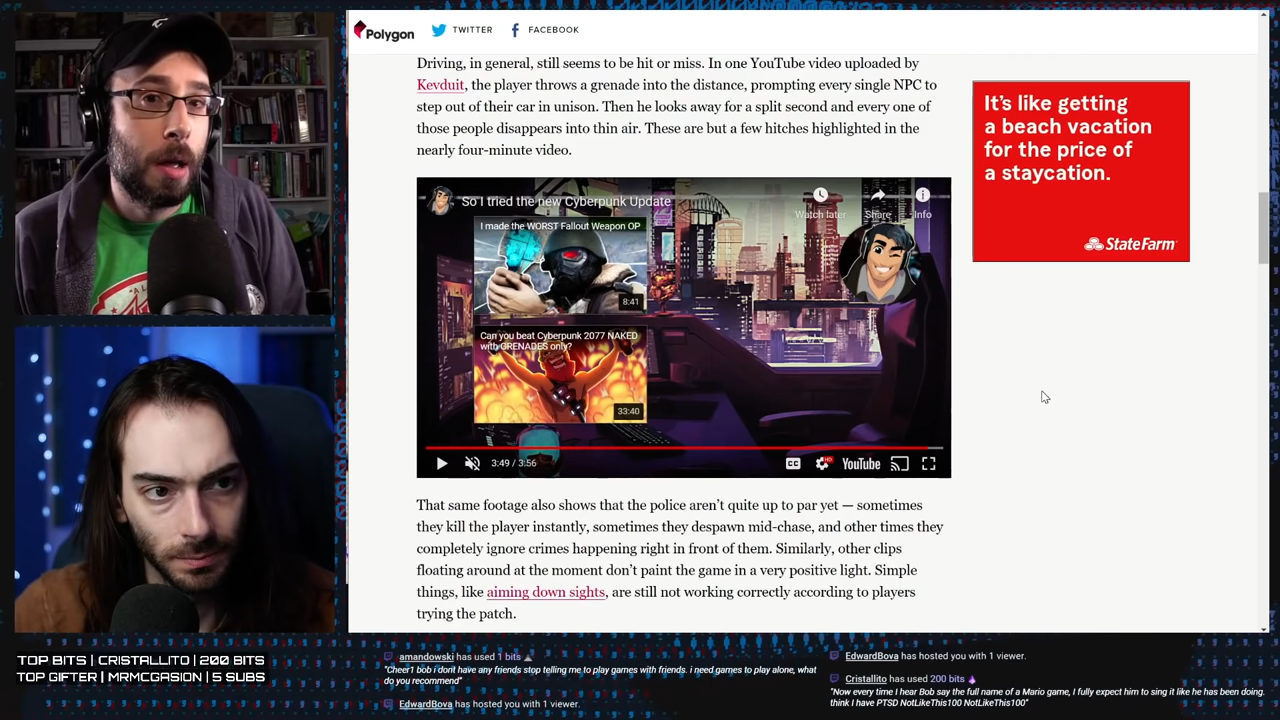 Polygon
TWITTER
FACEBOOK
Driving, in general, still seems to be hit or miss. In one YouTube video uploaded by
Kevduit, the player throws a grenade into the distance, prompting every single NPC to
step out of their car in unison. Then he looks away for a split second and every one of
those people disappears into thin air. These are but a few hitches highlighted in the
nearly four-minute video.
It's like getting
a beach vacation
for the price of
a staycation.
StateFarm
So I tried the new Cyberpunk Update
Watch later
Share
Info
I made the WORST Fallout Weapon OP
8:41
Can you beat Cyberpunk 2077 NAKED
with GRENADES only?
33:40
3:49 / 3:56
CC
HD
YouTube
That same footage also shows that the police aren't quite up to par yet — sometimes
they kill the player instantly, sometimes they despawn mid-chase, and other times they
completely ignore crimes happening right in front of them. Similarly, other clips
floating around at the moment don't paint the game in a very positive light. Simple
things, like aiming down sights, are still not working correctly according to players
trying the patch.
TOP BITS | CRISTALLITO | 200 BITS
TOP GIFTER | MRMCGASION | 5 SUBS
amandowski has used 1 bits
"Cheer1 bob i dont have any friends stop telling me to play games with friends. i need games to play alone, what
do you recommend"
EdwardBova has hosted you with 1 viewer.
EdwardBova has hosted you with 1 viewer.
Cristallito has used 200 bits
"Now every time I hear Bob say the full name of a Mario game, I fully expect him to sing it like he has been doing.
think I have PTSD NotLikeThis100 NotLikeThis100"